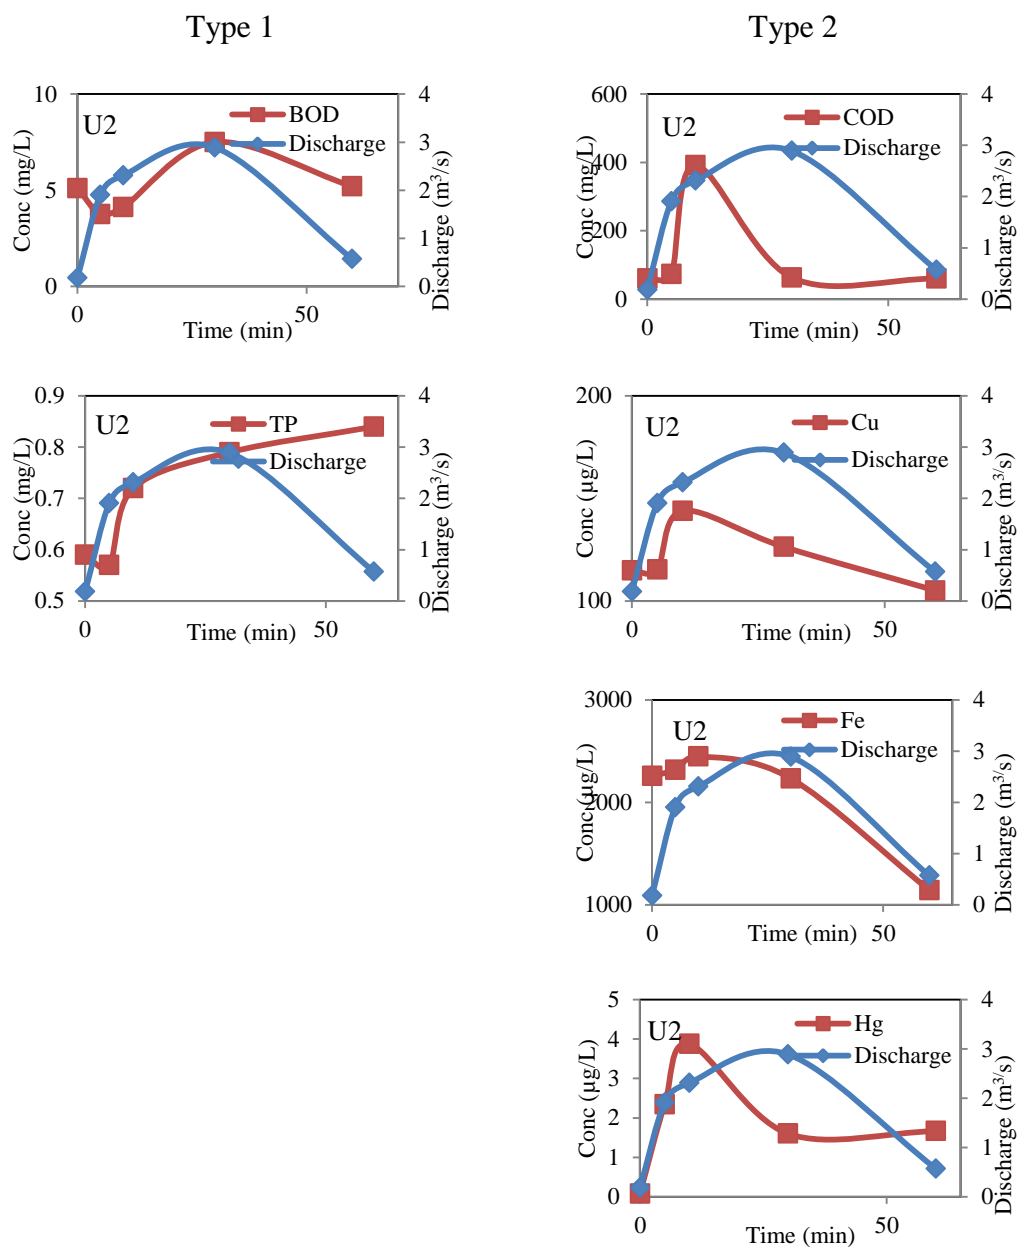 Type 1
Type 2
10
5
0
Conc (mg/L)
U2
BOD
Discharge
4
3
2
1
0
Discharge (m³/s)
0
50
Time (min)
600
400
200
0
Conc (mg/L)
U2
COD
Discharge
4
3
2
1
0
Discharge (m³/s)
0
50
Time (min)
0.9
0.8
0.7
0.6
0.5
Conc (mg/L)
U2
TP
Discharge
4
3
2
1
0
Discharge (m³/s)
0
50
Time (min)
200
100
Conc (µg/L)
U2
Cu
Discharge
4
3
2
1
0
Discharge (m³/s)
0
50
Time (min)
3000
2000
1000
Conc (µg/L)
U2
Fe
Discharge
4
3
2
1
0
Discharge (m³/s)
0
50
Time (min)
5
4
3
2
1
0
Conc (µg/L)
U2
Hg
Discharge
4
3
2
1
0
Discharge (m³/s)
0
50
Time (min)